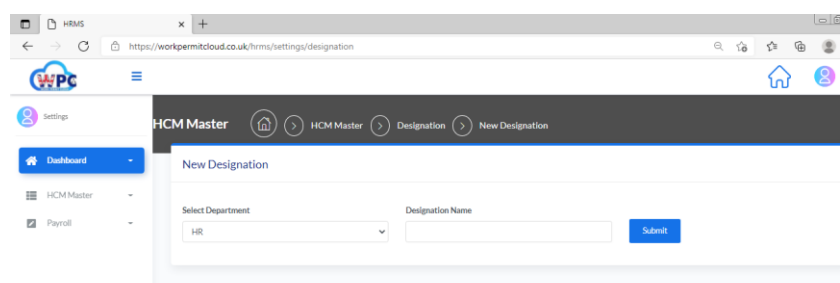 HRMS
https://workpermitcloud.co.uk/hrms/settings/designation
WPC
Settings
HCM Master HCM Master Designation New Designation
Dashboard
New Designation
HCM Master
Select Department Designation Name
Payroll
HR Submit